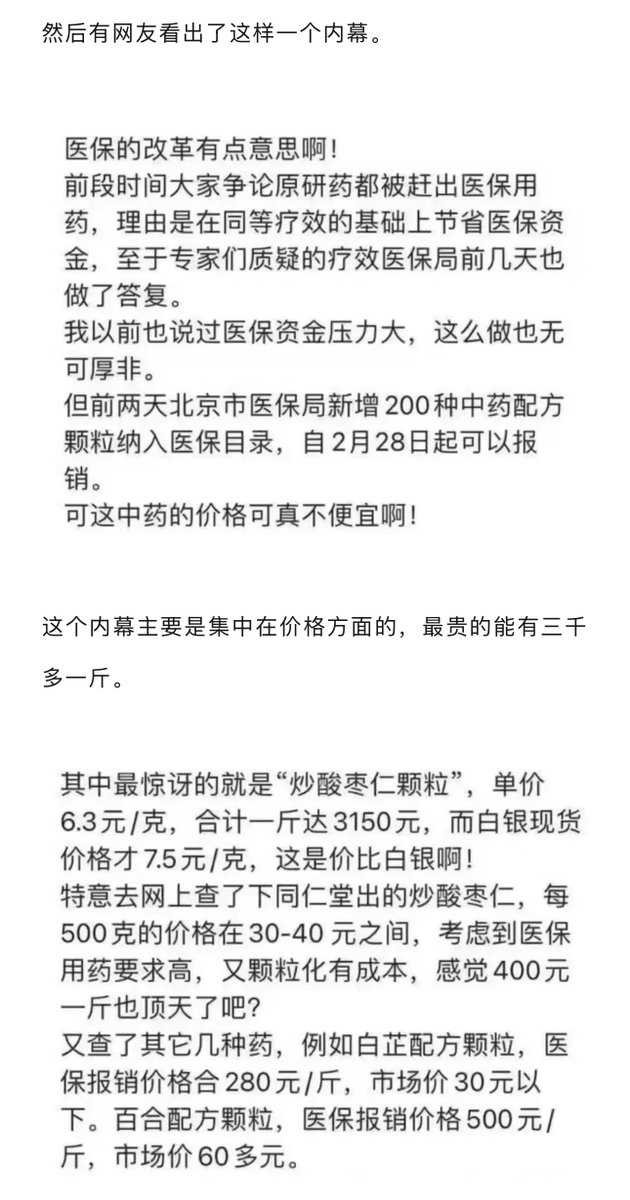 然后有网友看出了这样一个内幕。
医保的改革有点意思啊！
前段时间大家争论原研药都被赶出医保用
药，理由是在同等疗效的基础上节省医保资
金，至于专家们质疑的疗效医保局前几天也
做了答复。
我以前也说过医保资金压力大，这么做也无
可厚非。
但前两天北京市医保局新增200种中药配方
颗粒纳入医保目录，自2月28日起可以报
销。
可这中药的价格可真不便宜啊！
这个内幕主要是集中在价格方面的，最贵的能有三千
多一斤。
其中最惊讶的就是“炒酸枣仁颗粒”，单价
6.3元/克，合计一斤达3150元，而白银现货
价格才7.5元/克，这是价比白银啊！
特意去网上查了下同仁堂出的炒酸枣仁，每
500克的价格在30-40 元之间，考虑到医保
用药要求高，又颗粒化有成本，感觉400元
一斤也顶天了吧？
又查了其它几种药，例如白芷配方颗粒，医
保报销价格合280元/斤，市场价30元以
下。百合配方颗粒，医保报销价格500元/
斤，市场价60多元。